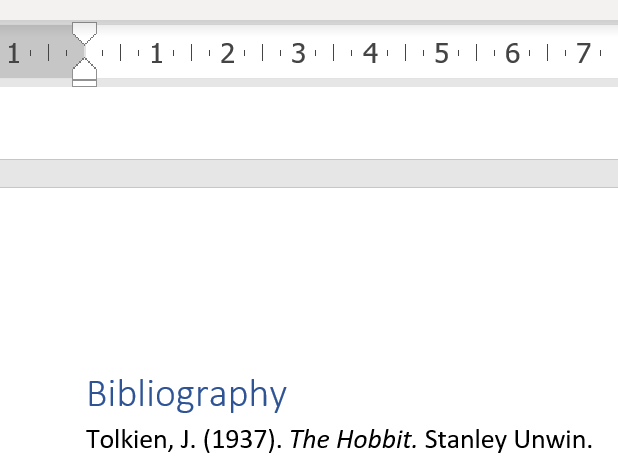 1 1 2 3 4 5 6 7
Bibliography
Tolkien, J. (1937). The Hobbit. Stanley Unwin.